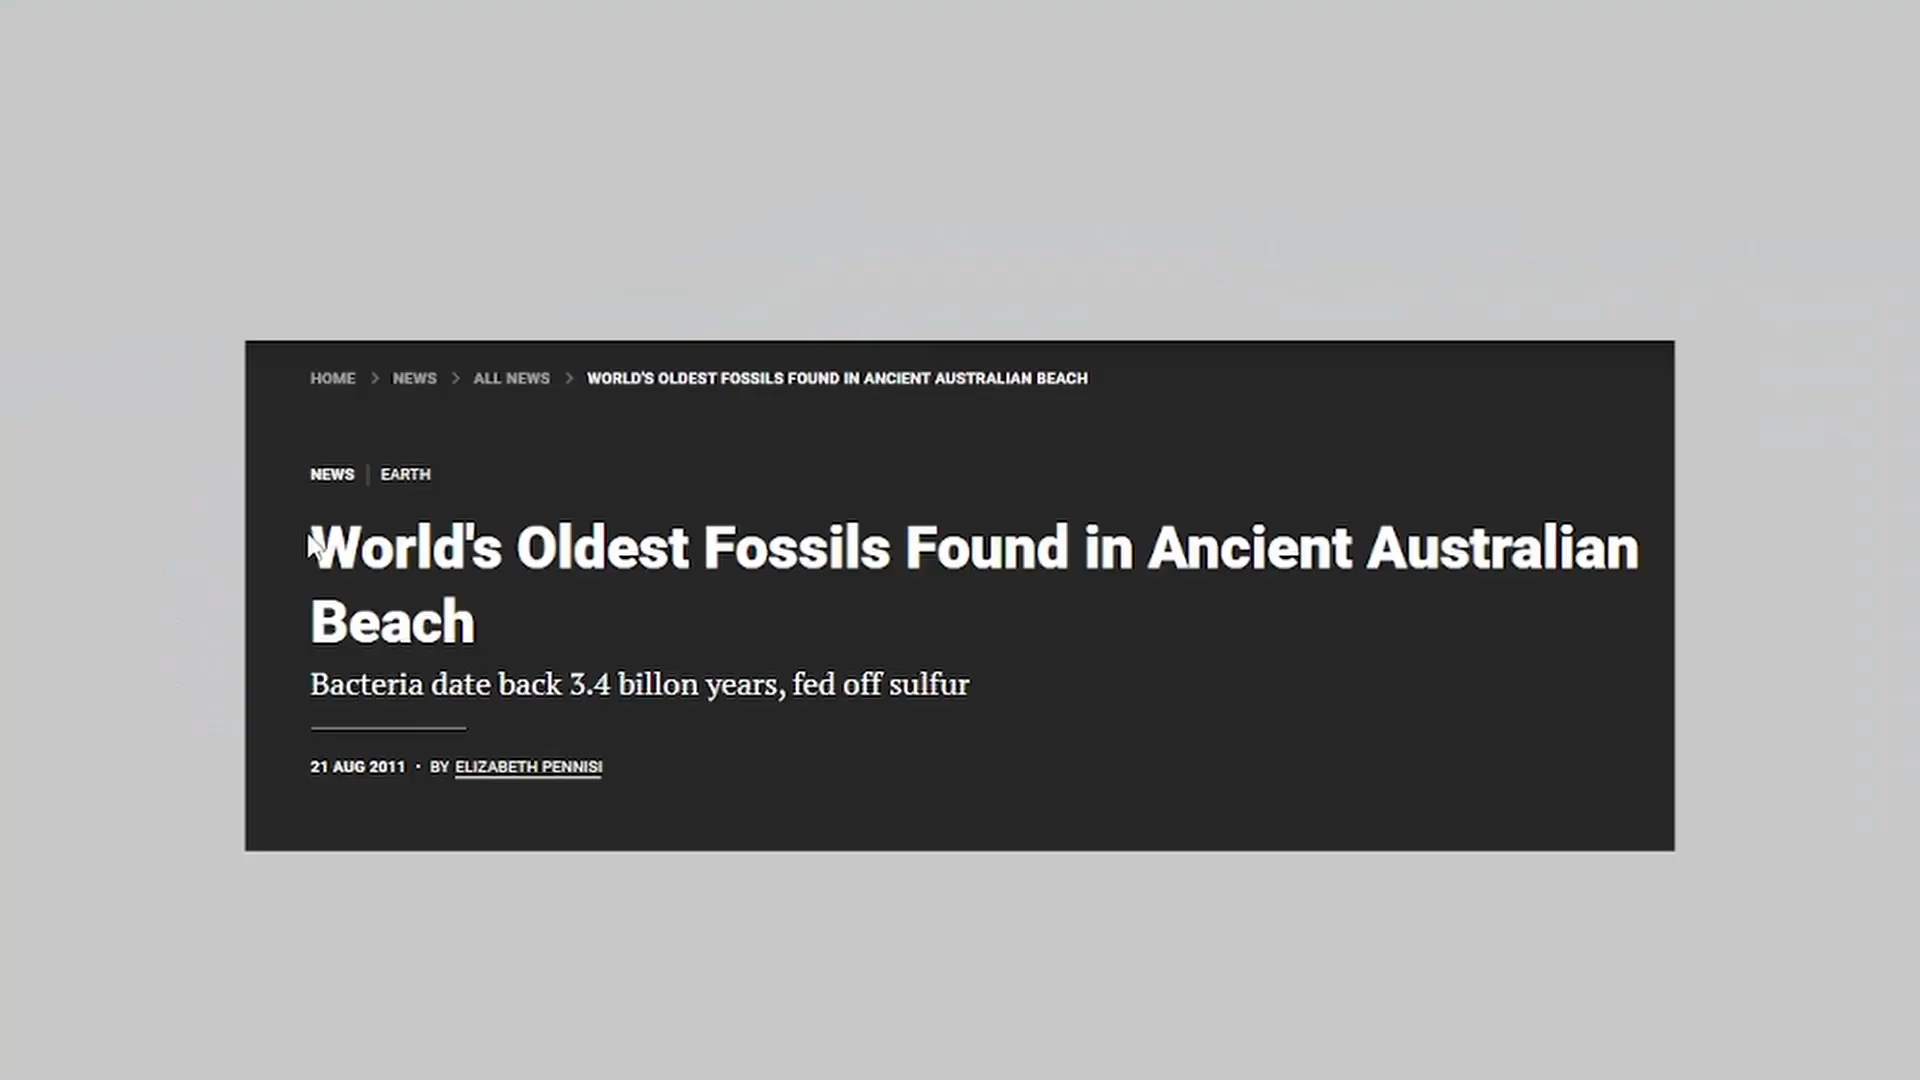 HOME > NEWS > ALL NEWS > WORLD'S OLDEST FOSSILS FOUND IN ANCIENT AUSTRALIAN BEACH
NEWS | EARTH
World's Oldest Fossils Found in Ancient Australian
Beach
Bacteria date back 3.4 billon years, fed off sulfur
21 AUG 2011 · BY ELIZABETH PENNISI